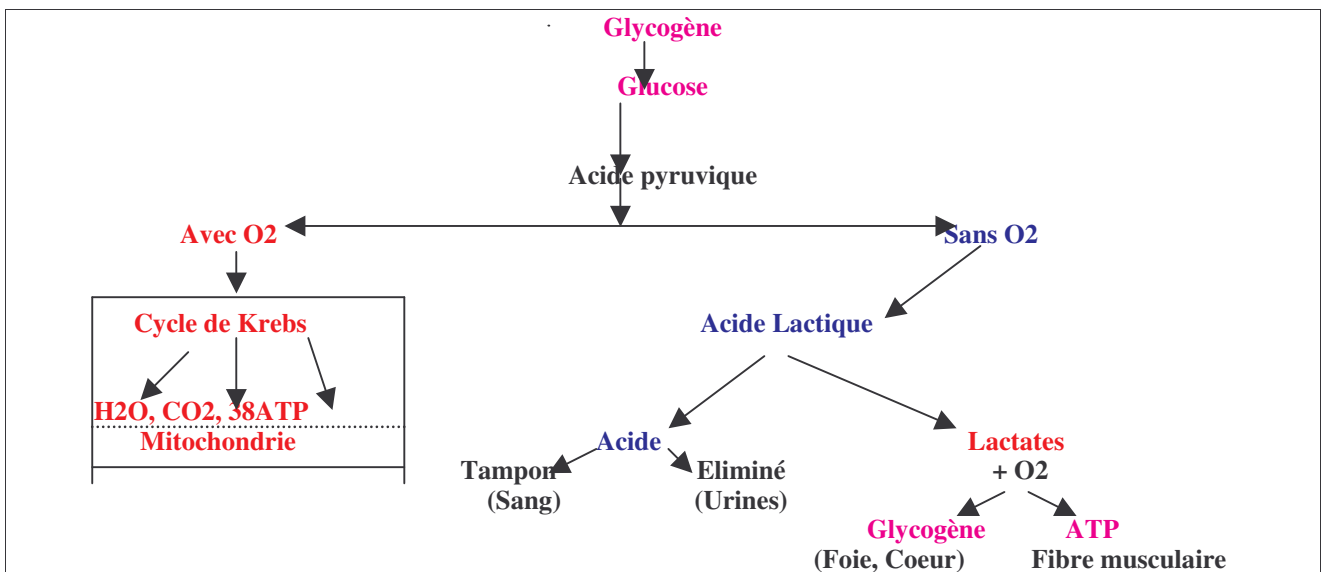 Glycogène
Glucose
Acide pyruvique
Avec O2
Sans O2
Cycle de Krebs
Acide Lactique
H2O, CO2, 38ATP
Mitochondrie
Acide
Lactates
Tampon
Eliminé
+ O2
(Sang)
(Urines)
Glycogène
ATP
(Foie, Coeur)
Fibre musculaire